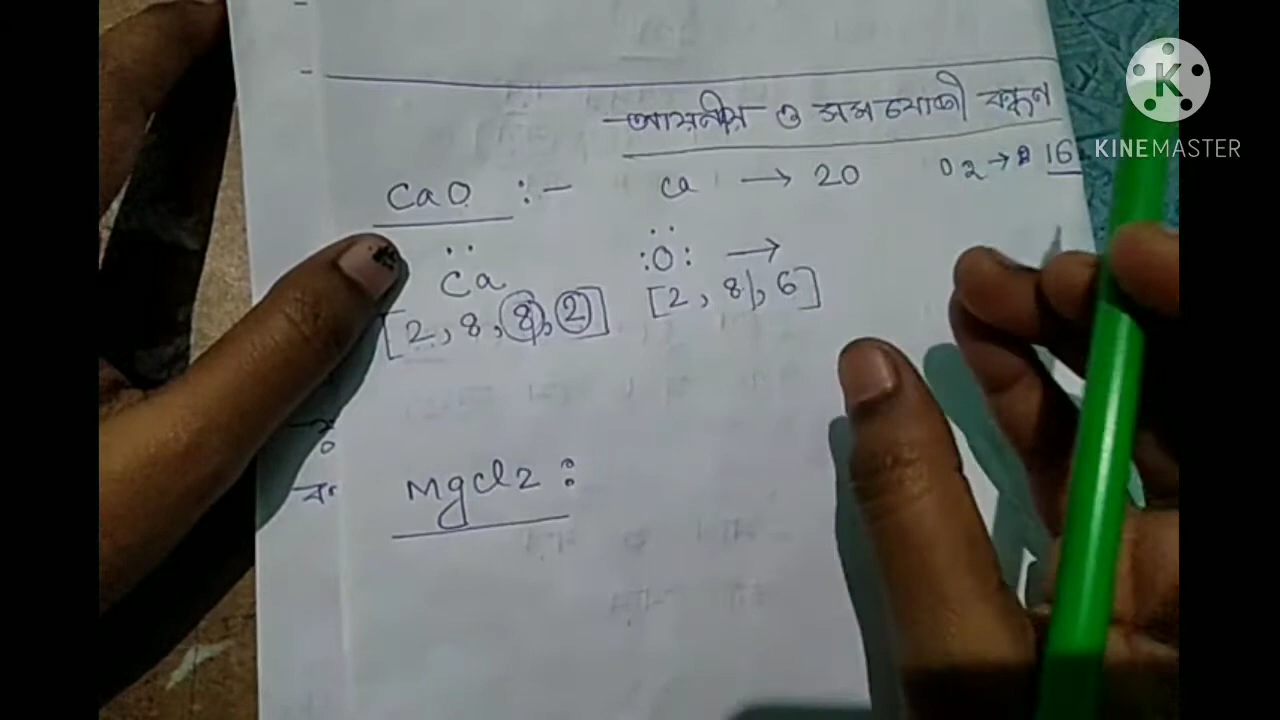 আয়নীয় ও সমযোজী বন্ধন
CaO :- Ca → 20 O2 → 16
Ca :O: →
[2, 8, 8, 2] [2, 8, 6]
MgCl2 :
KINEMASTER